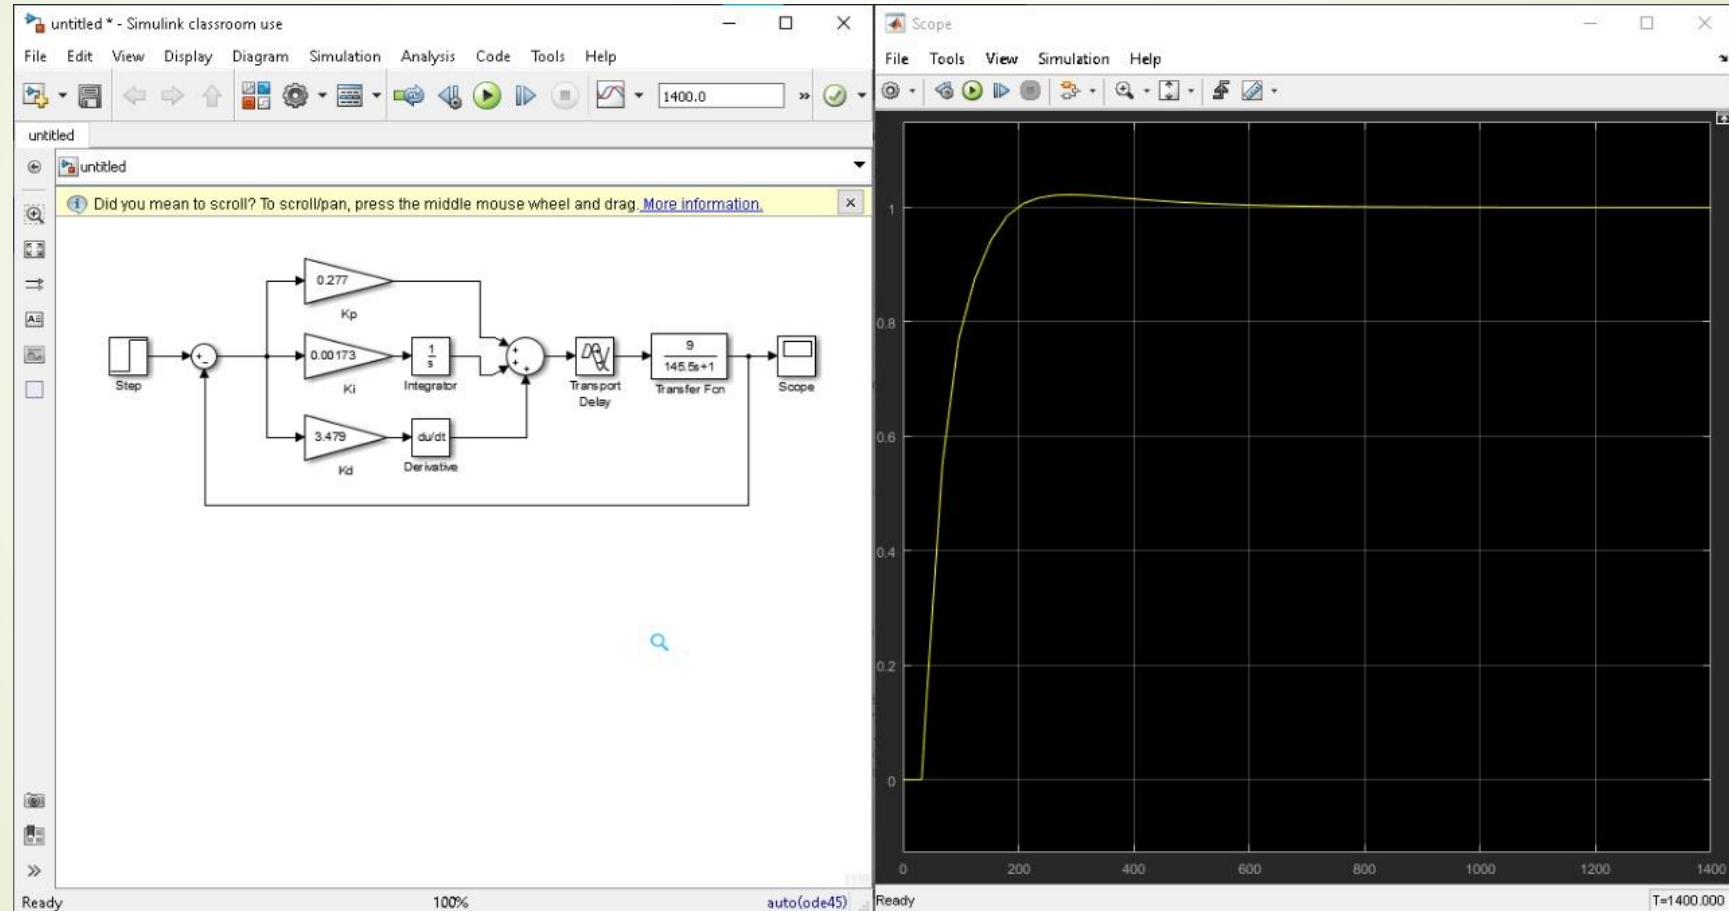 untitled * - Simulink classroom use
File Edit View Display Diagram Simulation Analysis Code Tools Help
1400.0
untitled
untitled
Did you mean to scroll? To scroll/pan, press the middle mouse wheel and drag. More information.
0.277
Kp
Step
+
-
0.00173
Ki
1
s
Integrator
+
+
+
Transport
Delay
9
145.5s+1
Transfer Fcn
Scope
3.479
Kd
du/dt
Derivative
Ready 100% auto(ode45)
Scope
File Tools View Simulation Help
1
0.8
0.6
0.4
0.2
0
0 200 400 600 800 1000 1200 1400
Ready T=1400.000